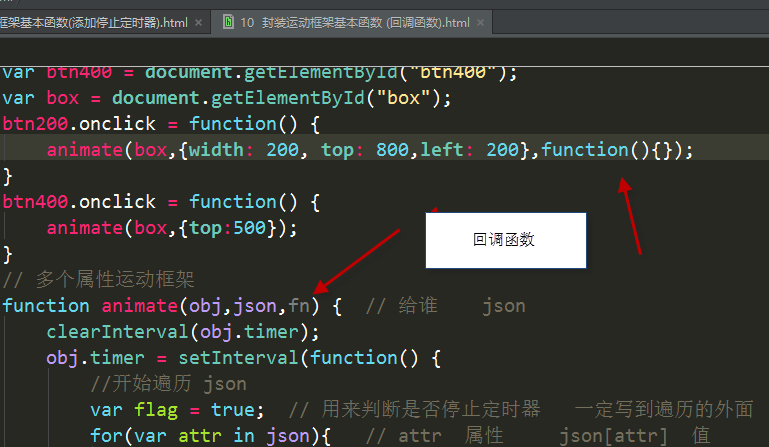 框架基本函数(添加停止定时器).html × 10 封装运动框架基本函数 (回调函数).html ×
var btn400 = document.getElementById("btn400");
var box = document.getElementById("box");
btn200.onclick = function() {
animate(box,{width: 200, top: 800,left: 200},function(){});
}
btn400.onclick = function() {
animate(box,{top:500});
}
回调函数
// 多个属性运动框架
function animate(obj,json,fn) { // 给谁 json
clearInterval(obj.timer);
obj.timer = setInterval(function() {
//开始遍历 json
var flag = true; // 用来判断是否停止定时器 一定写到遍历的外面
for(var attr in json){ // attr 属性 json[attr] 值